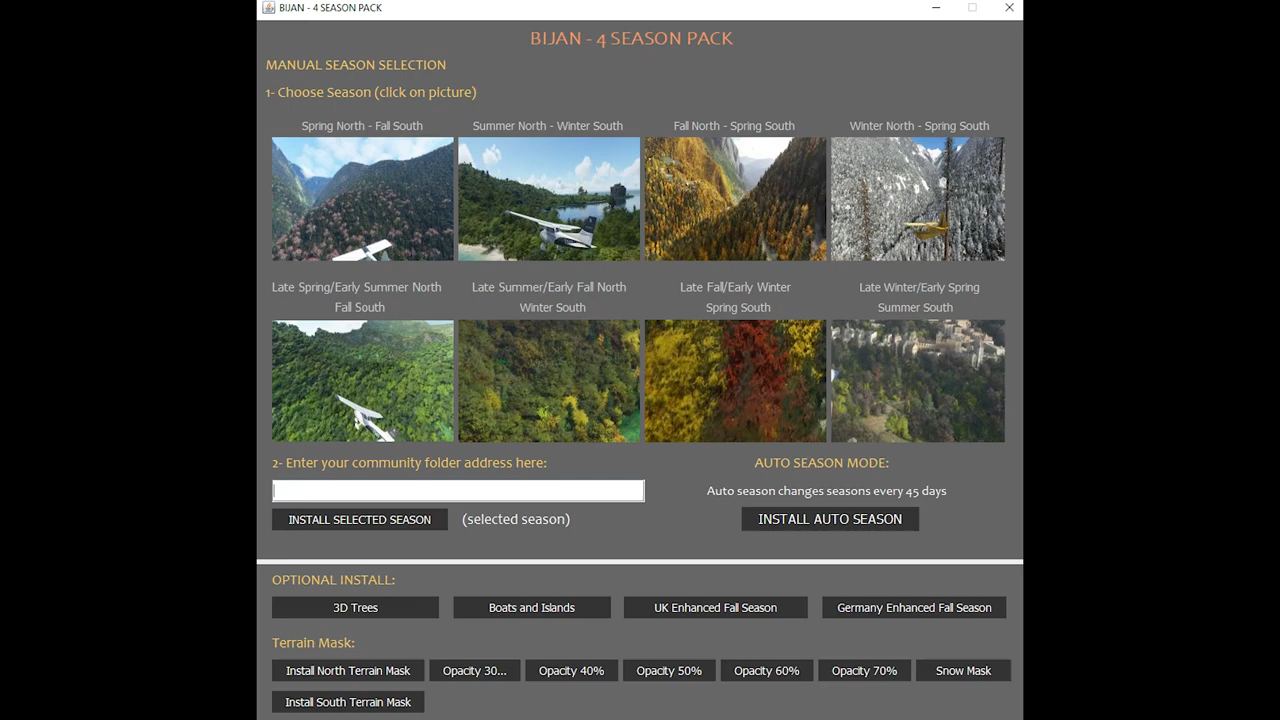 BIJAN - 4 SEASON PACK
BIJAN - 4 SEASON PACK
MANUAL SEASON SELECTION
1- Choose Season (click on picture)
Spring North - Fall South
Summer North - Winter South
Fall North - Spring South
Winter North - Spring South
Late Spring/Early Summer North
Fall South
Late Summer/Early Fall North
Winter South
Late Fall/Early Winter
Spring South
Late Winter/Early Spring
Summer South
2- Enter your community folder address here:
INSTALL SELECTED SEASON
(selected season)
AUTO SEASON MODE:
Auto season changes seasons every 45 days
INSTALL AUTO SEASON
OPTIONAL INSTALL:
3D Trees
Boats and Islands
UK Enhanced Fall Season
Germany Enhanced Fall Season
Terrain Mask:
Install North Terrain Mask
Opacity 30...
Opacity 40%
Opacity 50%
Opacity 60%
Opacity 70%
Snow Mask
Install South Terrain Mask